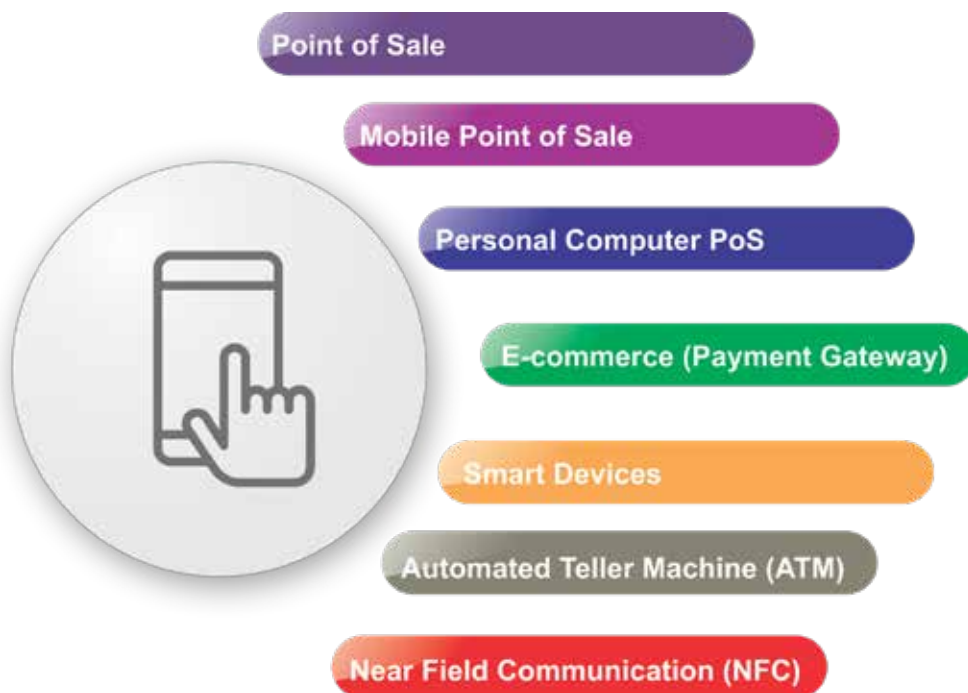 Point of Sale
Mobile Point of Sale
Personal Computer PoS
E-commerce (Payment Gateway)
Smart Devices
Automated Teller Machine (ATM)
Near Field Communication (NFC)